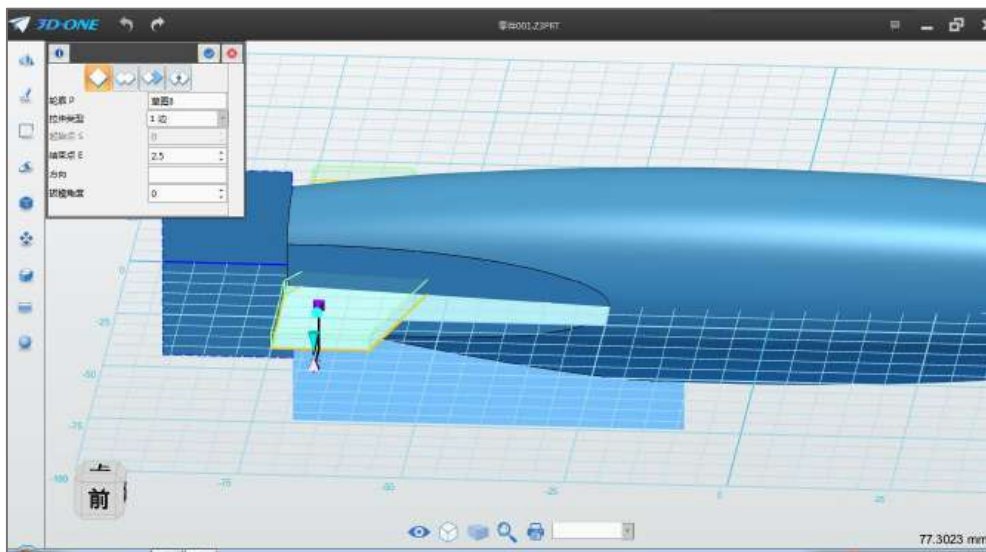 3D·ONE
零件001.Z3PRT
轮廓 P 草图8
拉伸类型 1 边
起始点 S 0
结束点 E 2.5
方向
拔模角度 0
0
-25
-50
-75
-100
-75
-50
-25
0
25
上
前
77.3023 mm